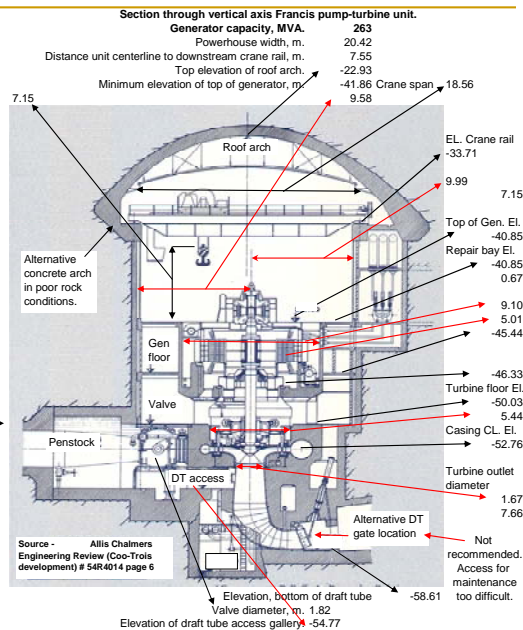 Section through vertical axis Francis pump-turbine unit.
Generator capacity, MVA. 263
Powerhouse width, m. 20.42
Distance unit centerline to downstream crane rail, m. 7.55
Top elevation of roof arch. -22.93
Minimum elevation of top of generator, m. -41.86 Crane span 18.56
7.15 9.58
Roof arch
EL. Crane rail
-33.71
9.99
7.15
Top of Gen. El.
-40.85
Repair bay El.
-40.85
0.67
Alternative
concrete arch
in poor rock
conditions.
9.10
5.01
-45.44
Gen
floor
-46.33
Turbine floor El.
-50.03
5.44
Valve
Casing CL. El.
-52.76
Penstock
DT access
Turbine outlet
diameter
1.67
7.66
Alternative DT
gate location
Not
recommended.
Access for
maintenance
too difficult.
Source - Allis Chalmers
Engineering Review (Coo-Trois
development) # 54R4014 page 6
Elevation, bottom of draft tube -58.61
Valve diameter, m. 1.82
Elevation of draft tube access gallery. -54.77